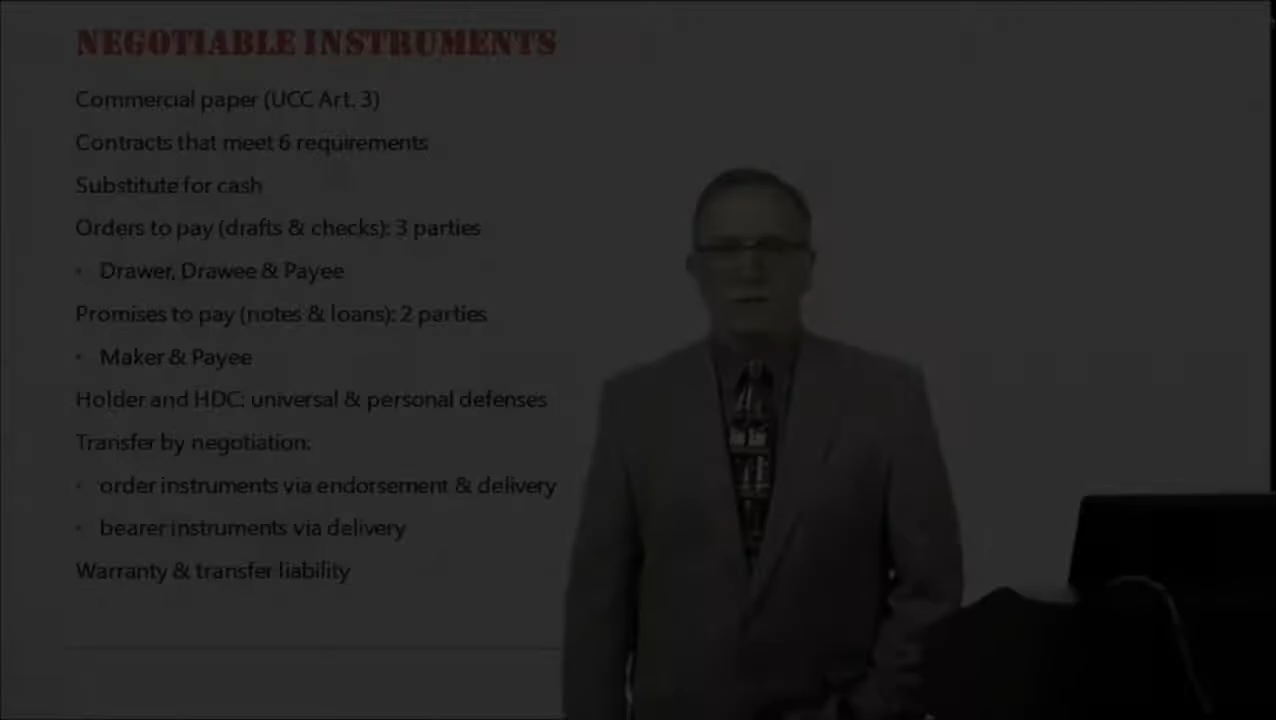 NEGOTIABLE INSTRUMENTS
Commercial paper (UCC Art. 3)
Contracts that meet 6 requirements
Substitute for cash
Orders to pay (drafts & checks): 3 parties
• Drawer, Drawee & Payee
Promises to pay (notes & loans): 2 parties
• Maker & Payee
Holder and HDC: universal & personal defenses
Transfer by negotiation:
• order instruments via endorsement & delivery
• bearer instruments via delivery
Warranty & transfer liability